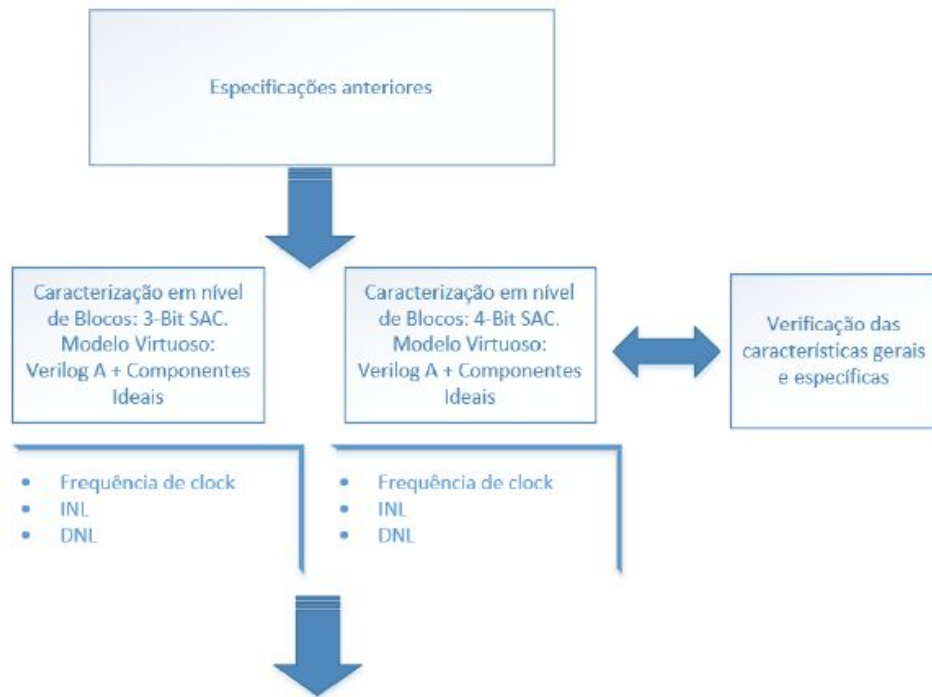 Especificações anteriores
Caracterização em nível
de Blocos: 3-Bit SAC.
Modelo Virtuoso:
Verilog A + Componentes
Ideais
Caracterização em nível
de Blocos: 4-Bit SAC.
Modelo Virtuoso:
Verilog A + Componentes
Ideais
Verificação das
características gerais
e específicas
• Frequência de clock
• INL
• DNL
• Frequência de clock
• INL
• DNL